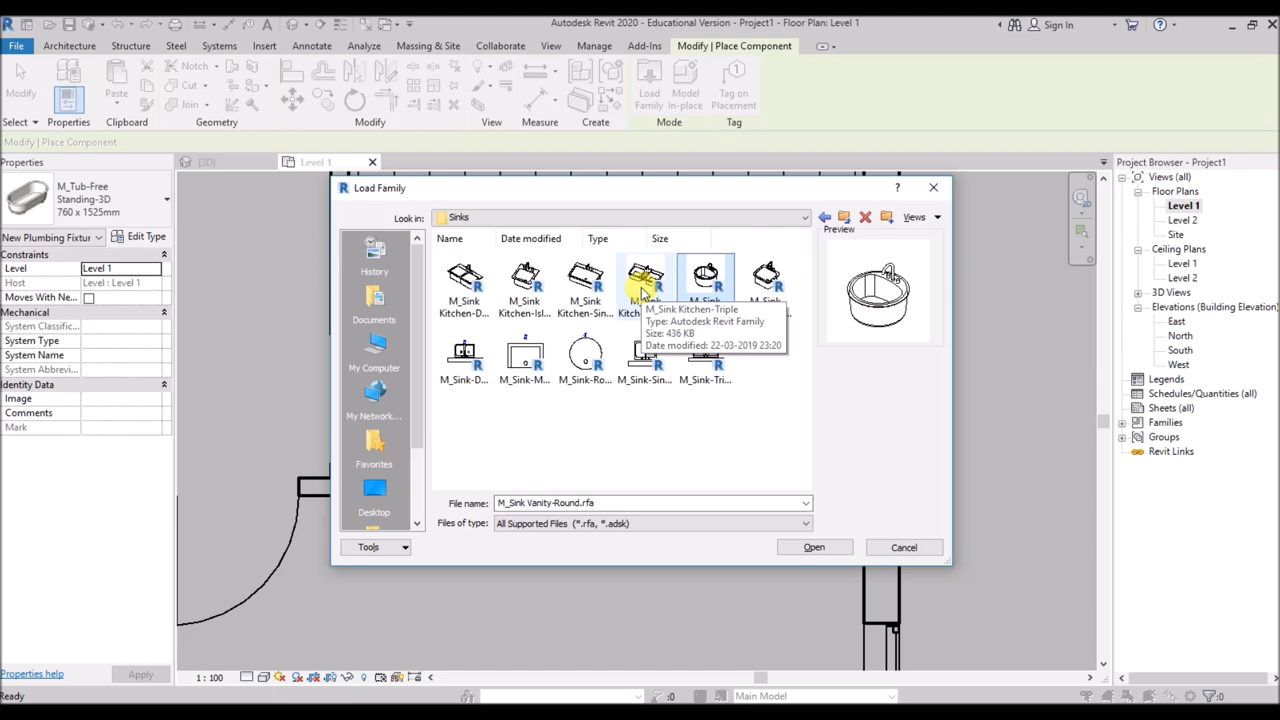 Autodesk Revit 2020 - Educational Version - Project1 - Floor Plan: Level 1
Sign In
File Architecture Structure Steel Systems Insert Annotate Analyze Massing & Site Collaborate View Manage Add-Ins Modify | Place Component
Modify
Paste
Notch
Cut
Join
Load
Family
Model
In-place
Tag on
Placement
Select Properties Clipboard Geometry Modify View Measure Create Mode Tag
Modify | Place Component
Properties
{3D}
Level 1
M_Tub-Free
Standing-3D
760 x 1525mm
New Plumbing Fixtur
Edit Type
Constraints
Level Level 1
Host Level : Level 1
Moves With Ne...
Mechanical
System Classific...
System Type
System Name
System Abbrevi...
Identity Data
Image
Comments
Mark
Properties help
Apply
Load Family
Look in: Sinks
Views
Name Date modified Type Size
Preview
History
Documents
My Computer
My Network...
Favorites
Desktop
M_Sink
Kitchen-D...
M_Sink
Kitchen-Isl...
M_Sink
Kitchen-Sin...
M_Sink
M_Sink
M_Sink Kitchen-Triple
Type: Autodesk Revit Family
Size: 436 KB
Date modified: 22-03-2019 23:20
M_Sink-D...
M_Sink-M...
M_Sink-Ro...
M_Sink-Sin...
M_Sink-Tri...
File name: M_Sink Vanity-Round.rfa
Files of type: All Supported Files (*.rfa, *.adsk)
Tools
Open
Cancel
Project Browser - Project1
Views (all)
Floor Plans
Level 1
Level 2
Site
Ceiling Plans
Level 1
Level 2
3D Views
Elevations (Building Elevation)
East
North
South
West
Legends
Schedules/Quantities (all)
Sheets (all)
Families
Groups
Revit Links
1 : 100
Ready
:0
Main Model
:0